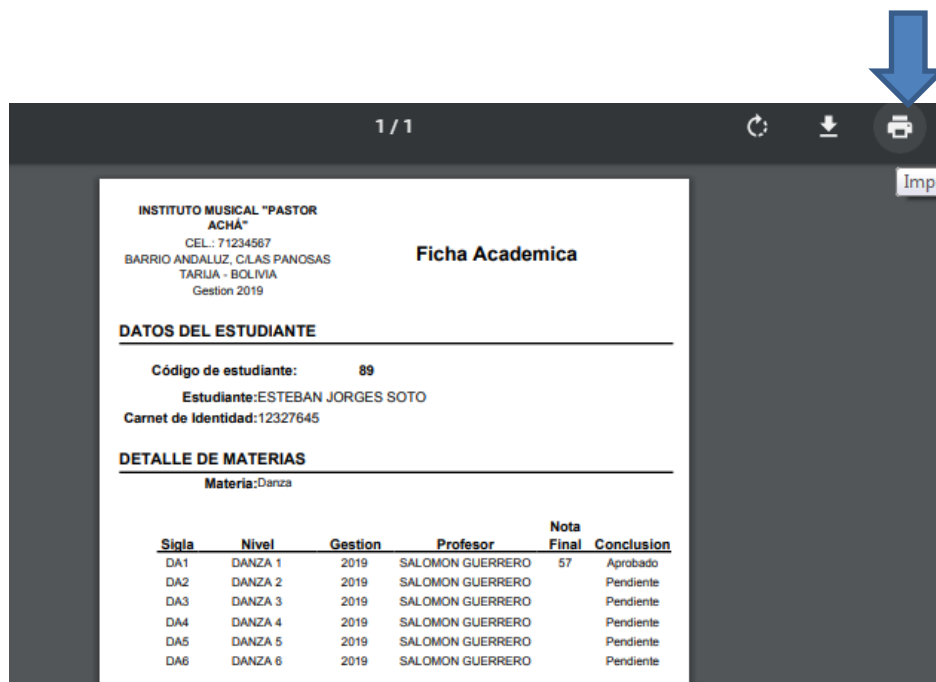 1 / 1
Imp
INSTITUTO MUSICAL "PASTOR
ACHÁ"
CEL.: 71234567
BARRIO ANDALUZ, C/LAS PANOSAS
TARIJA - BOLIVIA
Gestion 2019
Ficha Academica
DATOS DEL ESTUDIANTE
Código de estudiante: 89
Estudiante:ESTEBAN JORGES SOTO
Carnet de Identidad:12327645
DETALLE DE MATERIAS
Materia:Danza
Sigla Nivel Gestion Profesor Nota Final Conclusion
DA1 DANZA 1 2019 SALOMON GUERRERO 57 Aprobado
DA2 DANZA 2 2019 SALOMON GUERRERO Pendiente
DA3 DANZA 3 2019 SALOMON GUERRERO Pendiente
DA4 DANZA 4 2019 SALOMON GUERRERO Pendiente
DA5 DANZA 5 2019 SALOMON GUERRERO Pendiente
DA6 DANZA 6 2019 SALOMON GUERRERO Pendiente